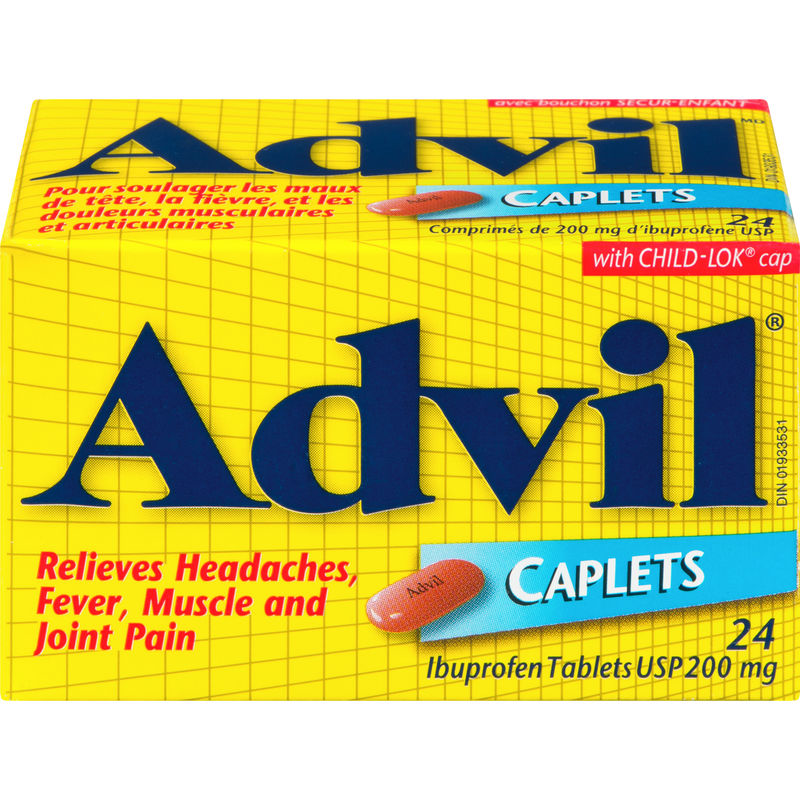 avec bouchon SECUR-ENFANT
Advil MD
Pour soulager les maux
de tête, la fièvre, et les
douleurs musculaires
et articulaires
Advil
CAPLETS
24
Comprimés de 200 mg d'ibuprofène USP
with CHILD-LOK® cap
Advil®
DIN 01933531
Relieves Headaches,
Fever, Muscle and
Joint Pain
Advil
CAPLETS
24
Ibuprofen Tablets USP 200 mg